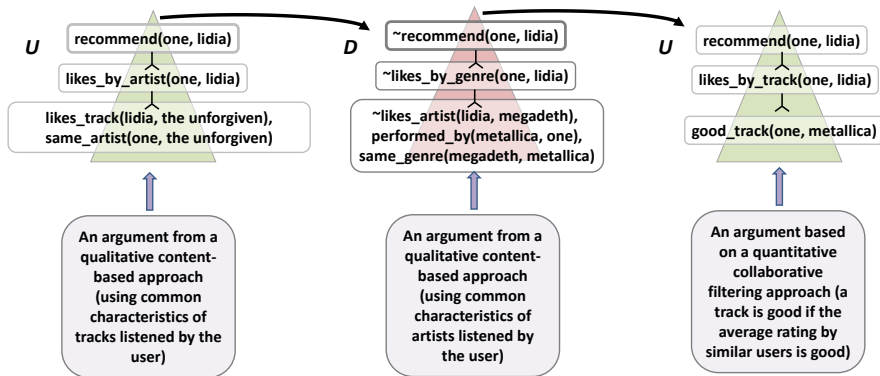 U
recommend(one, lidia)
likes_by_artist(one, lidia)
likes_track(lidia, the unforgiven),
same_artist(one, the unforgiven)
An argument from a
qualitative content-
based approach
(using common
characteristics of
tracks listened by the
user)
D
~recommend(one, lidia)
~likes_by_genre(one, lidia)
~likes_artist(lidia, megadeth),
performed_by(metallica, one),
same_genre(megadeth, metallica)
An argument from a
qualitative content-
based approach
(using common
characteristics of
artists listened by
the user)
U
recommend(one, lidia)
likes_by_track(one, lidia)
good_track(one, metallica)
An argument based
on a quantitative
collaborative
filtering approach (a
track is good if the
average rating by
similar users is good)